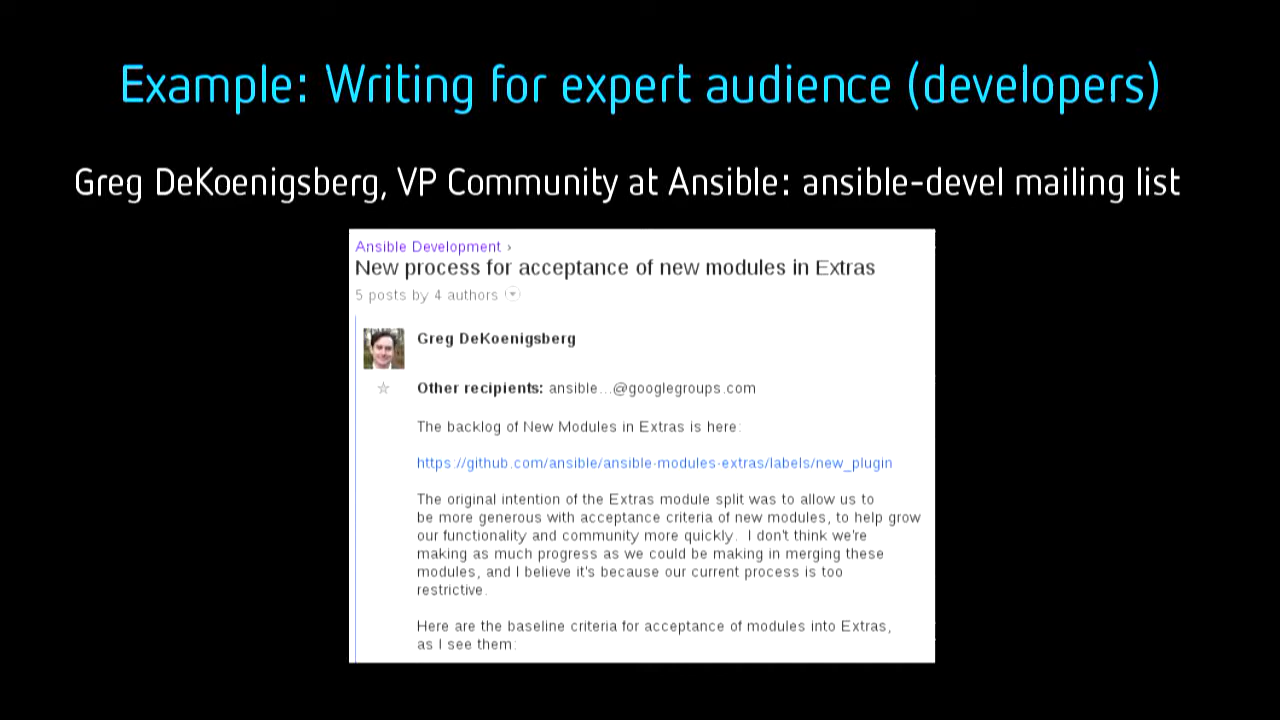 Example: Writing for expert audience (developers)
Greg DeKoenigsberg, VP Community at Ansible: ansible-devel mailing list
Ansible Development ›
New process for acceptance of new modules in Extras
5 posts by 4 authors
Greg DeKoenigsberg
Other recipients: ansible...@googlegroups.com
The backlog of New Modules in Extras is here:
https://github.com/ansible/ansible-modules-extras/labels/new_plugin
The original intention of the Extras module split was to allow us to
be more generous with acceptance criteria of new modules, to help grow
our functionality and community more quickly. I don't think we're
making as much progress as we could be making in merging these
modules, and I believe it's because our current process is too
restrictive.
Here are the baseline criteria for acceptance of modules into Extras,
as I see them: